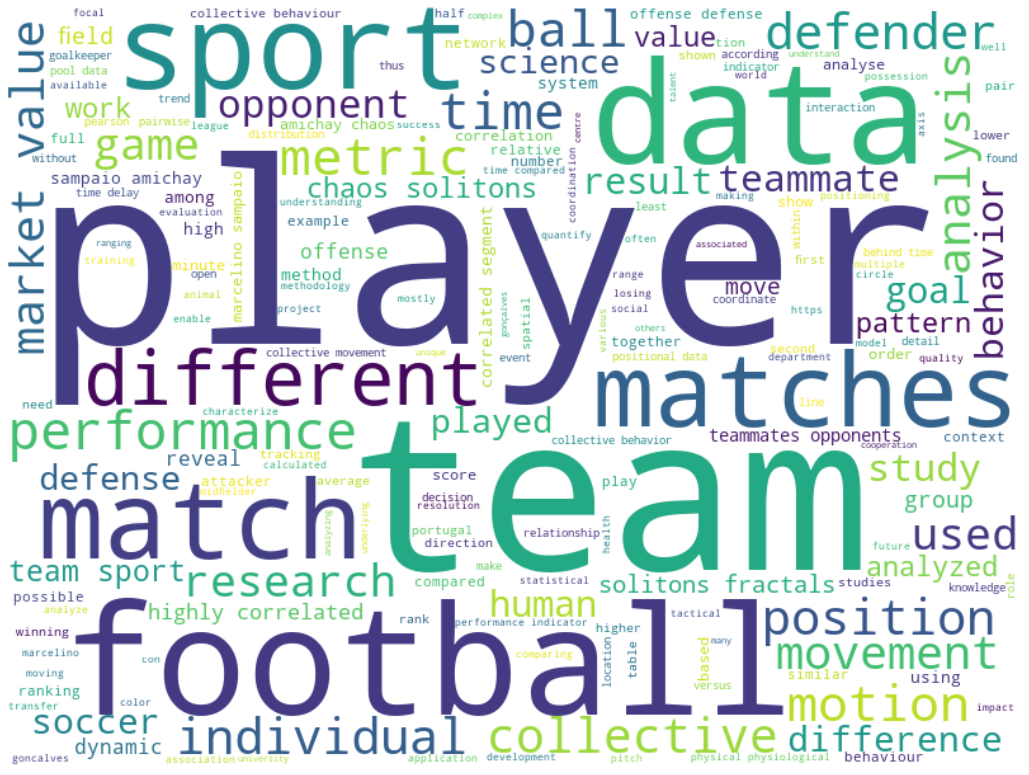 focal
collective behaviour
half
complex
offense defense
sport
ball
defender
field
goalkeeper
network
value
tion
shown
according
understand
well
pool data
available
thus
science
indicator
world
analyse
possession
market value
trend
work
opponent
time
system
data
talent
interaction
pair
analysis
full
pearson
pairwise
league
amichay chaos
success
distribution
correlation
axis
lower
without
game
metric
relative
number
coordination
centre
found
sampaio amichay
time delay
among
chaos solitons
time compared
result
teammate
evaluation
high
marcelino sampaio
understanding
example
correlated segment
least
making
show
within
positioning
behavior
player
ranging
training
offense
quantify
often
associated
first
behind time
multiple
minute
method
methodology
spatial
gonçalves
range
social
losing
move
coordinate
circle
goal
animal
open
enable
project
mostly
various
others
together
https
pattern
model
detail
different
collective movement
unique
event
positional data
second
department
order
quality
matches
line
need
characterize
performance
played
collective behavior
teammates opponents
cooperation
context
reveal
tracking
calculated
team
defense
attacker
midfielder
average
score
play
study
group
match
analyzing
underlying
decision
resolution
portugal
direction
relationship
health
used
future
team sport
research
compared
make
statistical
solitons fractals
analyzed
studies
knowledge
role
possible
analyze
highly correlated
human
rank
performance indicator
higher
tactical
position
winning
football
location
table
many
marcelino
con
comparing
based
movement
moving
ranking
versus
similar
using
transfer
color
motion
impact
soccer
dynamic
individual
collective
difference
goncalves
association
university
application
development
pitch
physical
physiological
behaviour